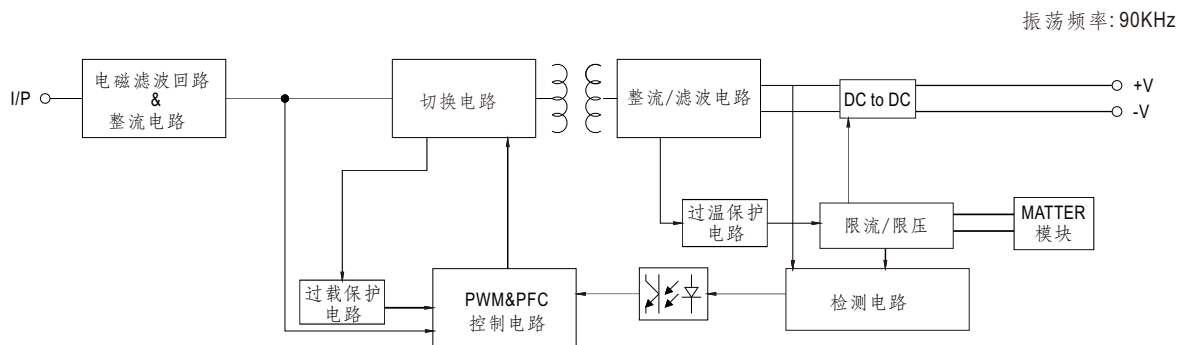 振荡频率: 90KHz
I/P
电磁滤波回路
&
整流电路
切换电路
整流/滤波电路
DC to DC
+V
-V
过温保护
电路
限流/限压
MATTER
模块
过载保护
电路
PWM&PFC
控制电路
检测电路